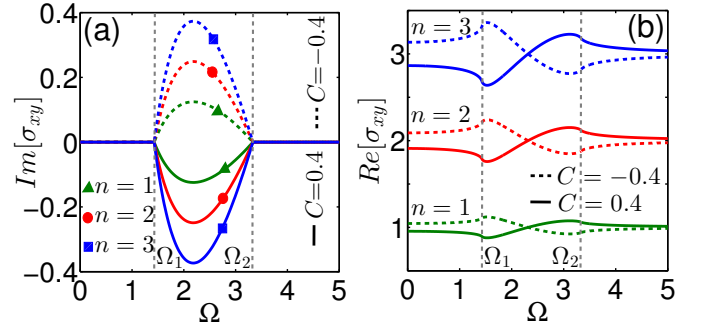 (a)
Im[σxy]
0.4
0.2
0
−0.2
−0.4
C=−0.4
C=0.4
n = 1
n = 2
n = 3
Ω1
Ω2
0 1 2 3 4 5
Ω
(b)
Re[σxy]
3
2
1
n = 3
n = 2
n = 1
C = −0.4
C = 0.4
Ω1
Ω2
0 1 2 3 4 5
Ω